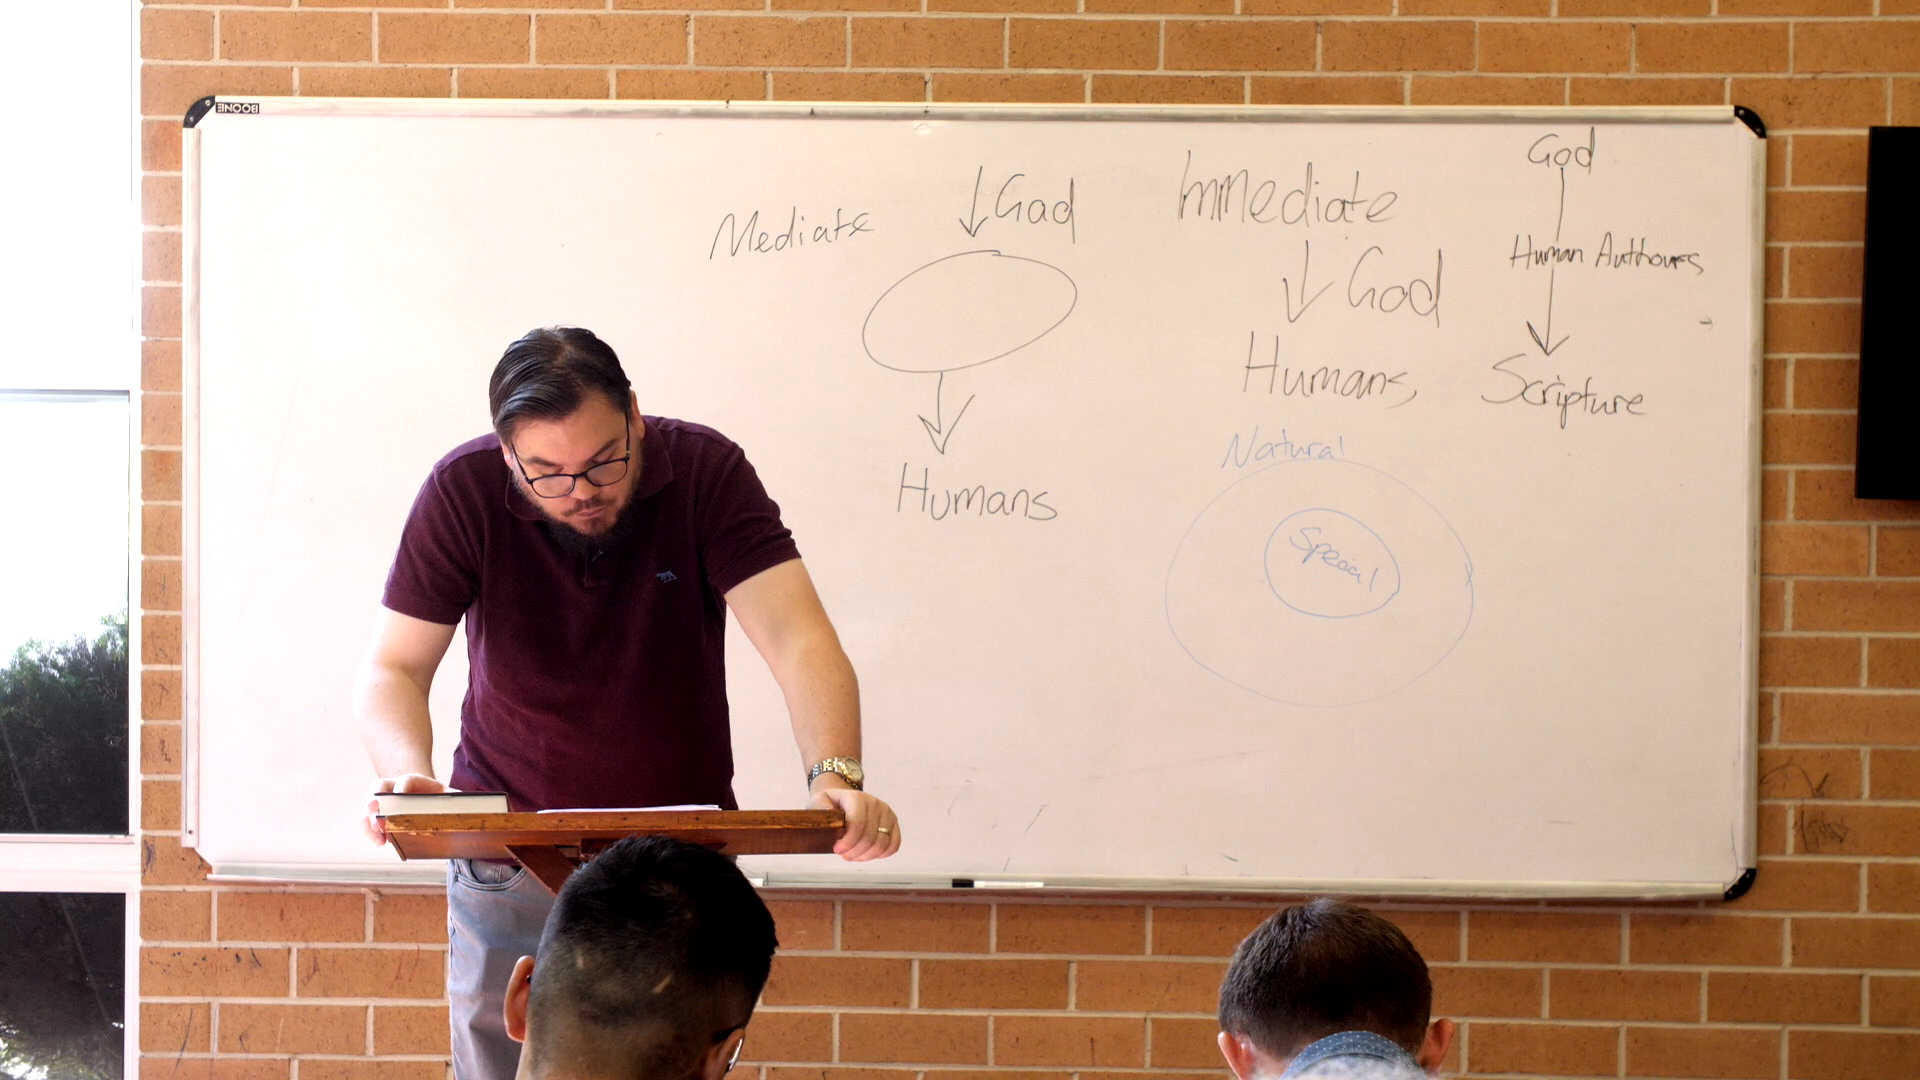 BOONE
Mediate
God
Humans
Immediate
God
Humans,
God
Human Authours
Scripture
Natural
Special